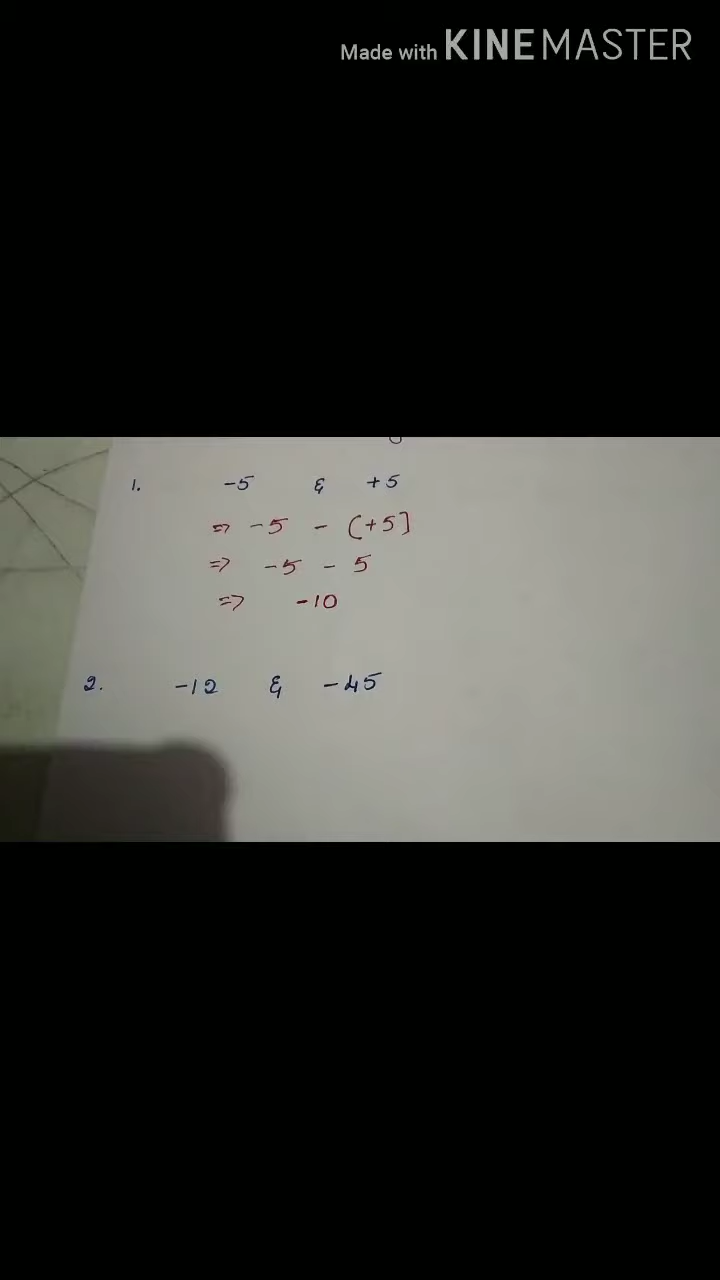 Made with KINEMASTER
1. -5 & +5
=> -5 - (+5]
=> -5 - 5
=> -10
2. -12 & -45